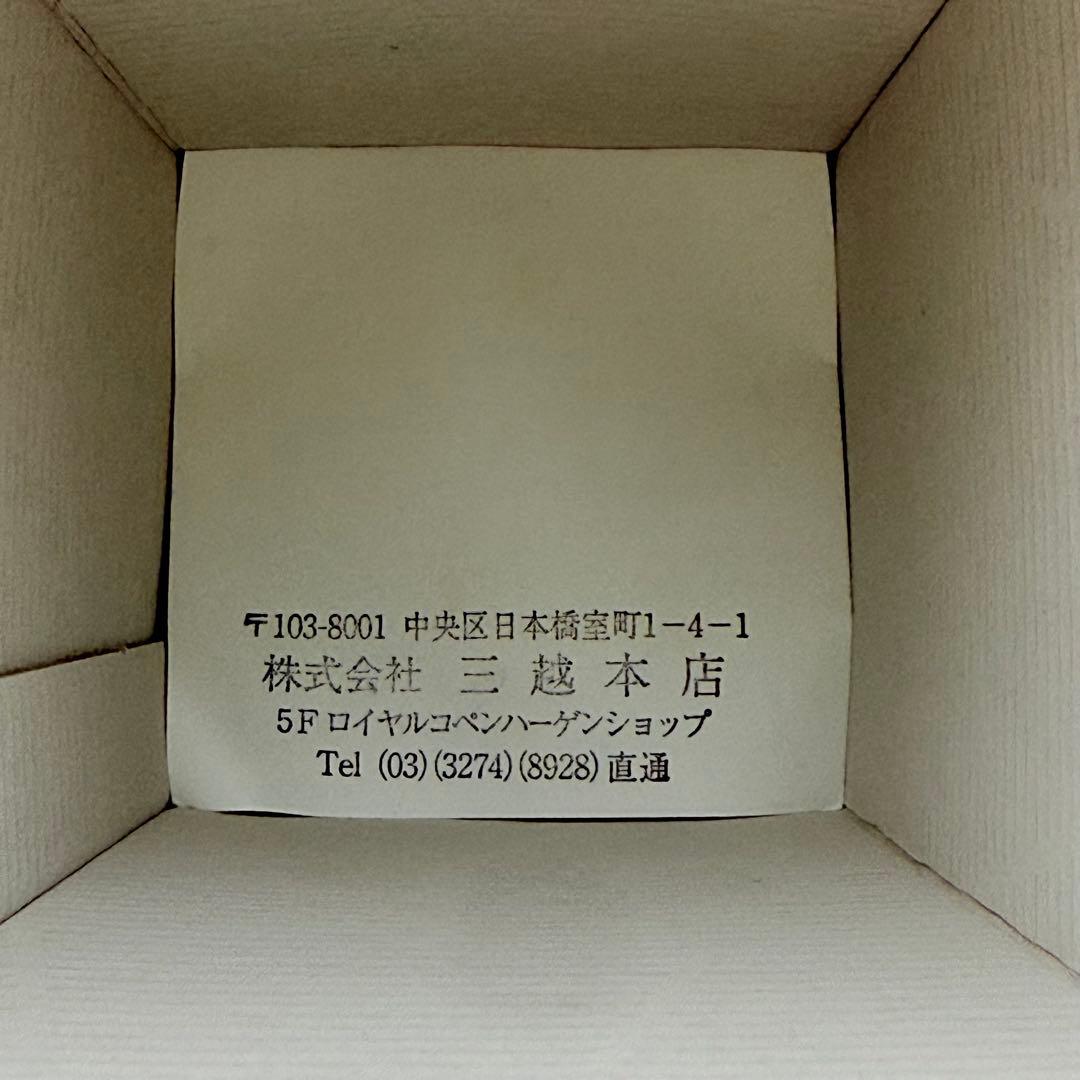 〒103-8001 中央区日本橋室町1−4−1
株式会社 三越本店
5F ロイヤルコペンハーゲンショップ
Tel (03)(3274)(8928)直通